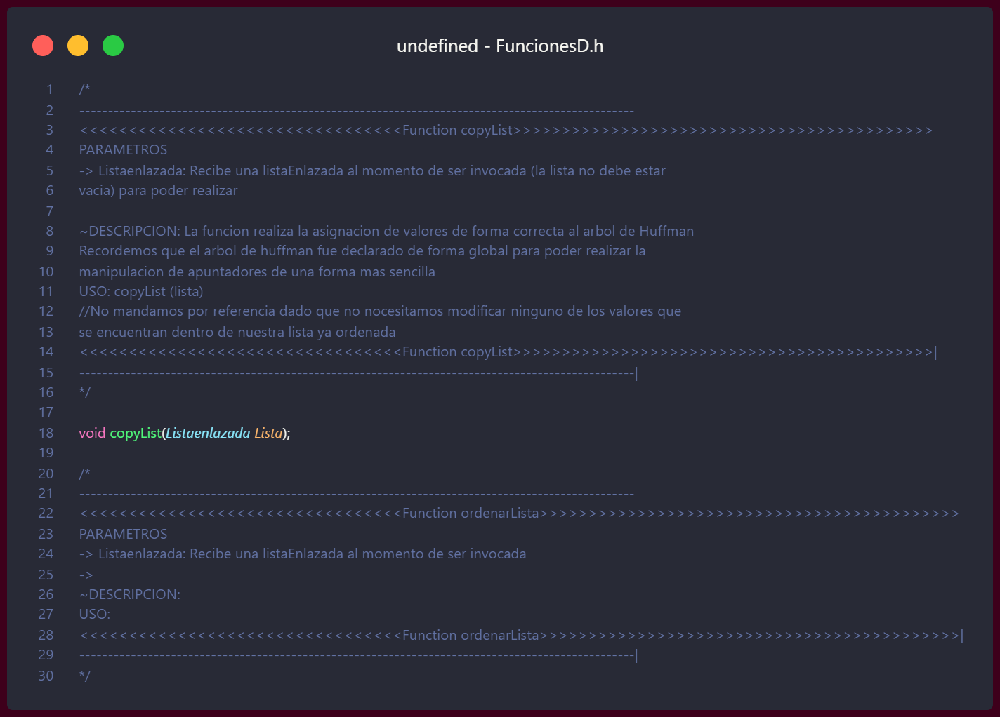 undefined - FuncionesD.h
1 /*
2 -------------------------------------------------------------------------------------------------
3 <<<<<<<<<<<<<<<<<<<<<<<<<<<<<<<<<Function copyList>>>>>>>>>>>>>>>>>>>>>>>>>>>>>>>>>>>>>>>>>>>
4 PARAMETROS
5 -> Listaenlazada: Recibe una listaEnlazada al momento de ser invocada (la lista no debe estar
6 vacia) para poder realizar
7
8 ~DESCRIPCION: La funcion realiza la asignacion de valores de forma correcta al arbol de Huffman
9 Recordemos que el arbol de huffman fue declarado de forma global para poder realizar la
10 manipulacion de apuntadores de una forma mas sencilla
11 USO: copyList (lista)
12 //No mandamos por referencia dado que no nocesitamos modificar ninguno de los valores que
13 se encuentran dentro de nuestra lista ya ordenada
14 <<<<<<<<<<<<<<<<<<<<<<<<<<<<<<<<<Function copyList>>>>>>>>>>>>>>>>>>>>>>>>>>>>>>>>>>>>>>>>>>>|
15 -------------------------------------------------------------------------------------------------|
16 */
17
18 void copyList(Listaenlazada Lista);
19
20 /*
21 -------------------------------------------------------------------------------------------------
22 <<<<<<<<<<<<<<<<<<<<<<<<<<<<<<<<<Function ordenarLista>>>>>>>>>>>>>>>>>>>>>>>>>>>>>>>>>>>>>>>>>>>
23 PARAMETROS
24 -> Listaenlazada: Recibe una listaEnlazada al momento de ser invocada
25 ->
26 ~DESCRIPCION:
27 USO:
28 <<<<<<<<<<<<<<<<<<<<<<<<<<<<<<<<<Function ordenarLista>>>>>>>>>>>>>>>>>>>>>>>>>>>>>>>>>>>>>>>>>>>|
29 -------------------------------------------------------------------------------------------------|
30 */